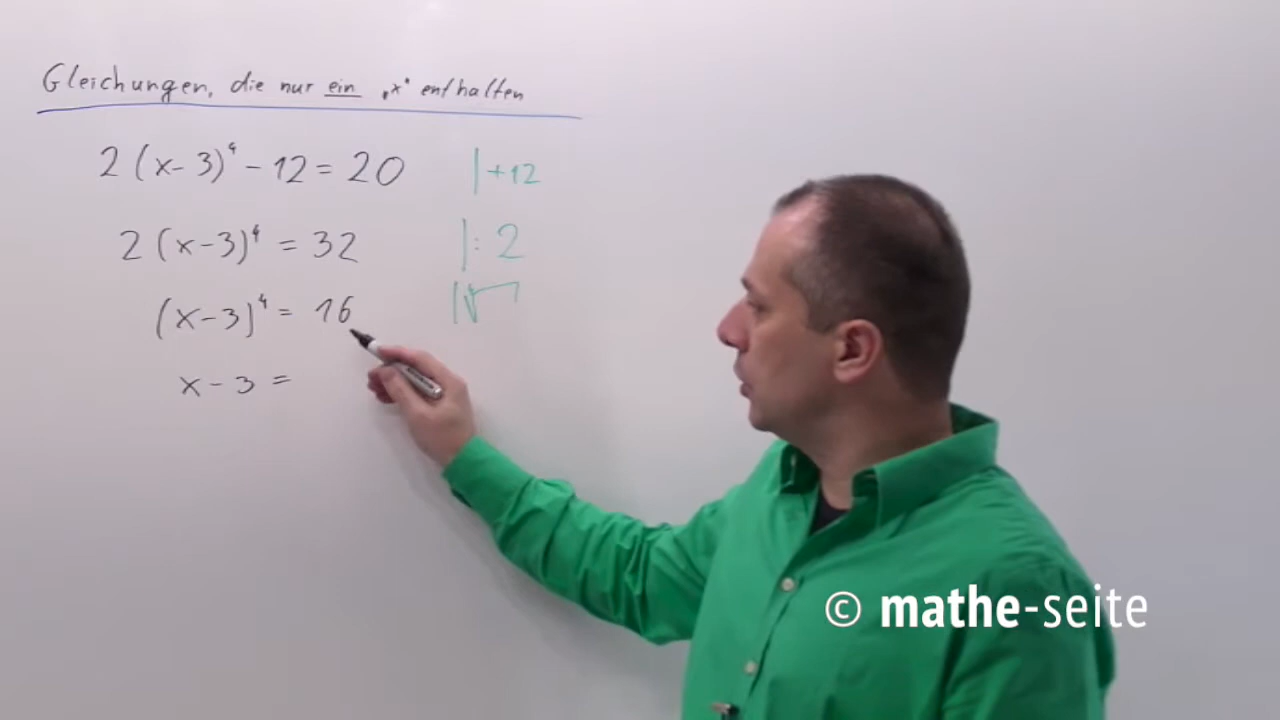 Gleichungen, die nur ein „x“ enthalten
2(x-3)⁴ - 12 = 20 | +12
2(x-3)⁴ = 32 | : 2
(x-3)⁴ = 16 | ∜
x - 3 =
© mathe-seite